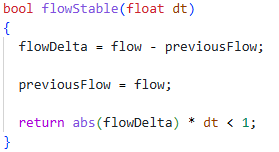 bool flowStable(float dt)
{
  flowDelta = flow - previousFlow;
  previousFlow = flow;
  return abs(flowDelta) * dt < 1;
}